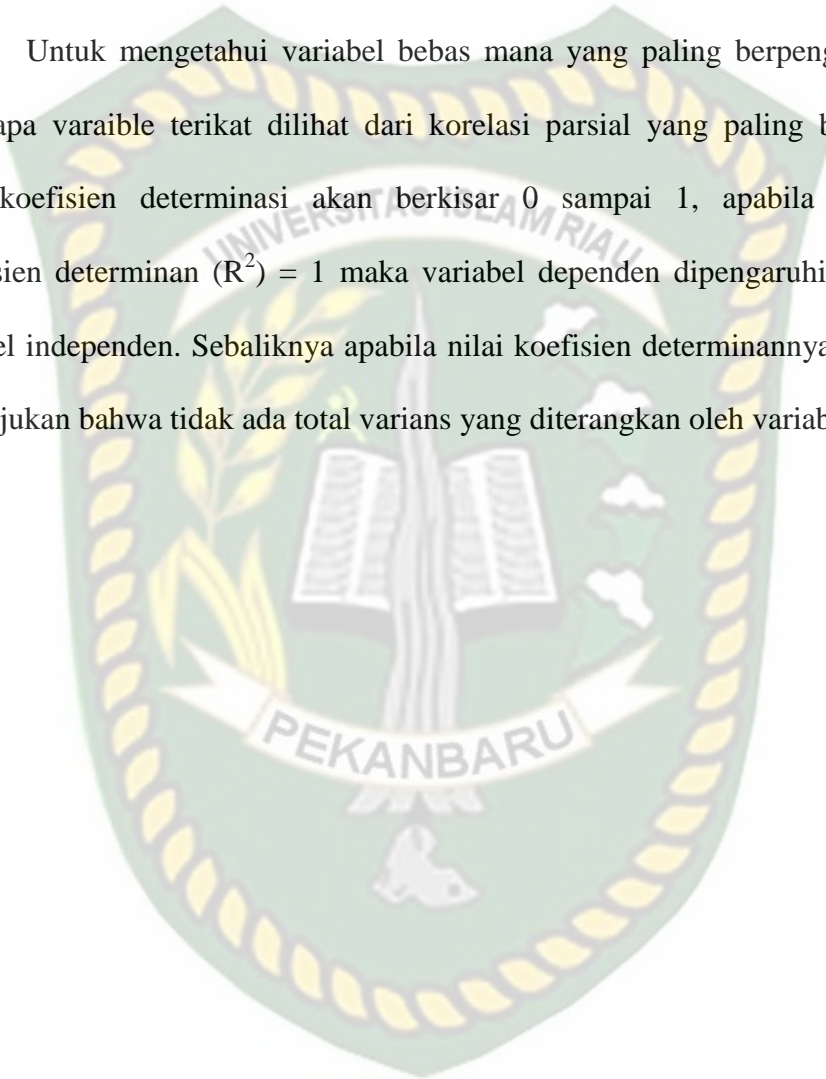 Untuk mengetahui variabel bebas mana yang paling berpeng
apa varaible terikat dilihat dari korelasi parsial yang paling b
koefisien determinasi akan berkisar 0 sampai 1, apabila
sien determinan (R²) = 1 maka variabel dependen dipengaruhi
el independen. Sebaliknya apabila nilai koefisien determinannya
jukan bahwa tidak ada total varians yang diterangkan oleh variab
UNIVERSITAS ISLAM RIAU
PEKANBARU